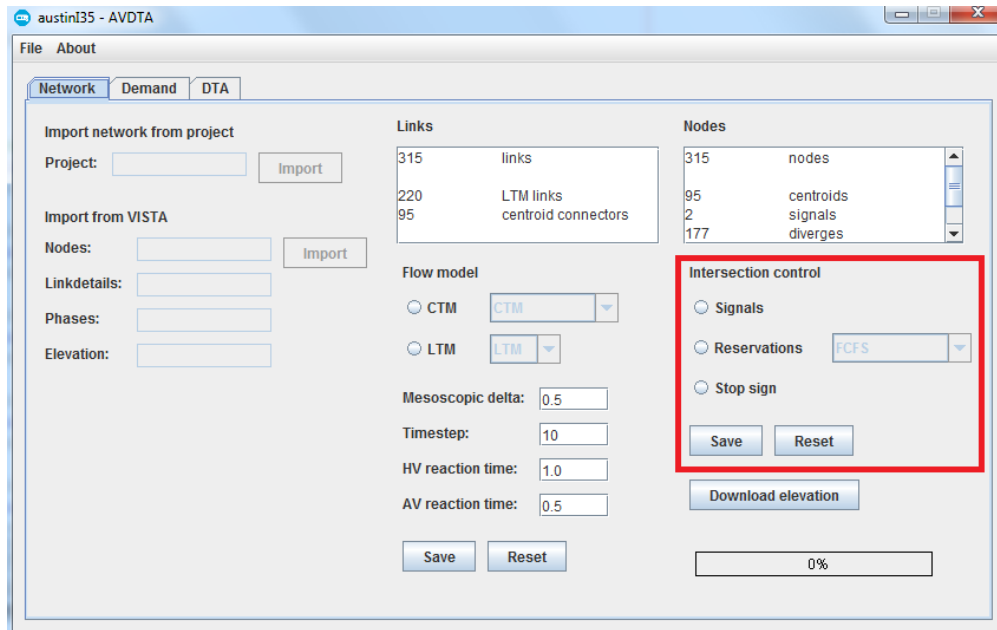 austinI35 - AVDTA
File About
Network Demand DTA
Import network from project
Project: Import
Import from VISTA
Nodes: Import
Linkdetails:
Phases:
Elevation:
Links
315 links
220 LTM links
95 centroid connectors
Flow model
CTM CTM
LTM LTM
Mesoscopic delta: 0.5
Timestep: 10
HV reaction time: 1.0
AV reaction time: 0.5
Save Reset
Nodes
315 nodes
95 centroids
2 signals
177 diverges
Intersection control
Signals
Reservations FCFS
Stop sign
Save Reset
Download elevation
0%